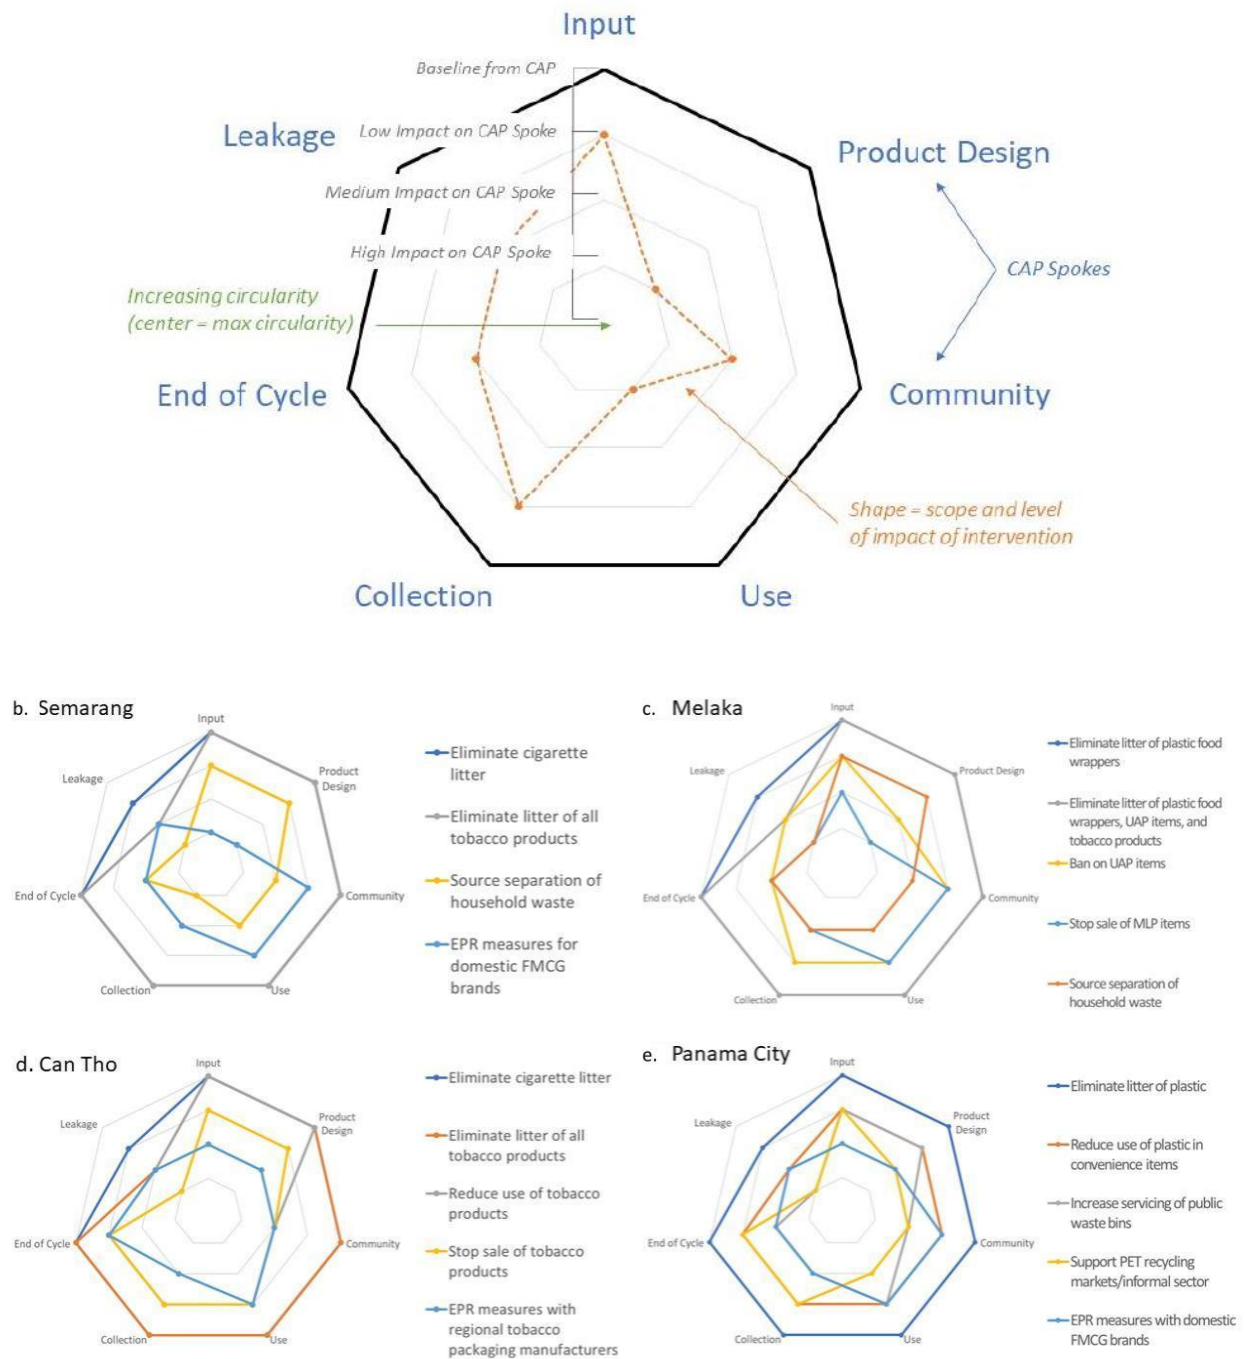 Input
Baseline from CAP
Leakage
Low Impact on CAP Spoke
Product Design
Medium Impact on CAP Spoke
High Impact on CAP Spoke
CAP Spokes
Increasing circularity
(center = max circularity)
End of Cycle
Community
Shape = scope and level
of impact of intervention
Collection
Use
b. Semarang
Input
Leakage
Product
Design
End of Cycle
Community
Collection
Use
Eliminate cigarette
litter
Eliminate litter of all
tobacco products
Source separation of
household waste
EPR measures for
domestic FMCG
brands
c. Melaka
Input
Leakage
Product Design
End of Cycle
Community
Collection
Use
Eliminate litter of plastic food
wrappers
Eliminate litter of plastic food
wrappers, UAP items, and
tobacco products
Ban on UAP items
Stop sale of MLP items
Source separation of
household waste
d. Can Tho
Input
Leakage
Product
Design
End of Cycle
Community
Collection
Use
Eliminate cigarette litter
Eliminate litter of all
tobacco products
Reduce use of tobacco
products
Stop sale of tobacco
products
EPR measures with
regional tobacco
packaging manufacturers
e. Panama City
Input
Leakage
Product
Design
End of Cycle
Community
Collection
Use
Eliminate litter of plastic
Reduce use of plastic in
convenience items
Increase servicing of public
waste bins
Support PET recycling
markets/informal sector
EPR measures with domestic
FMCG brands